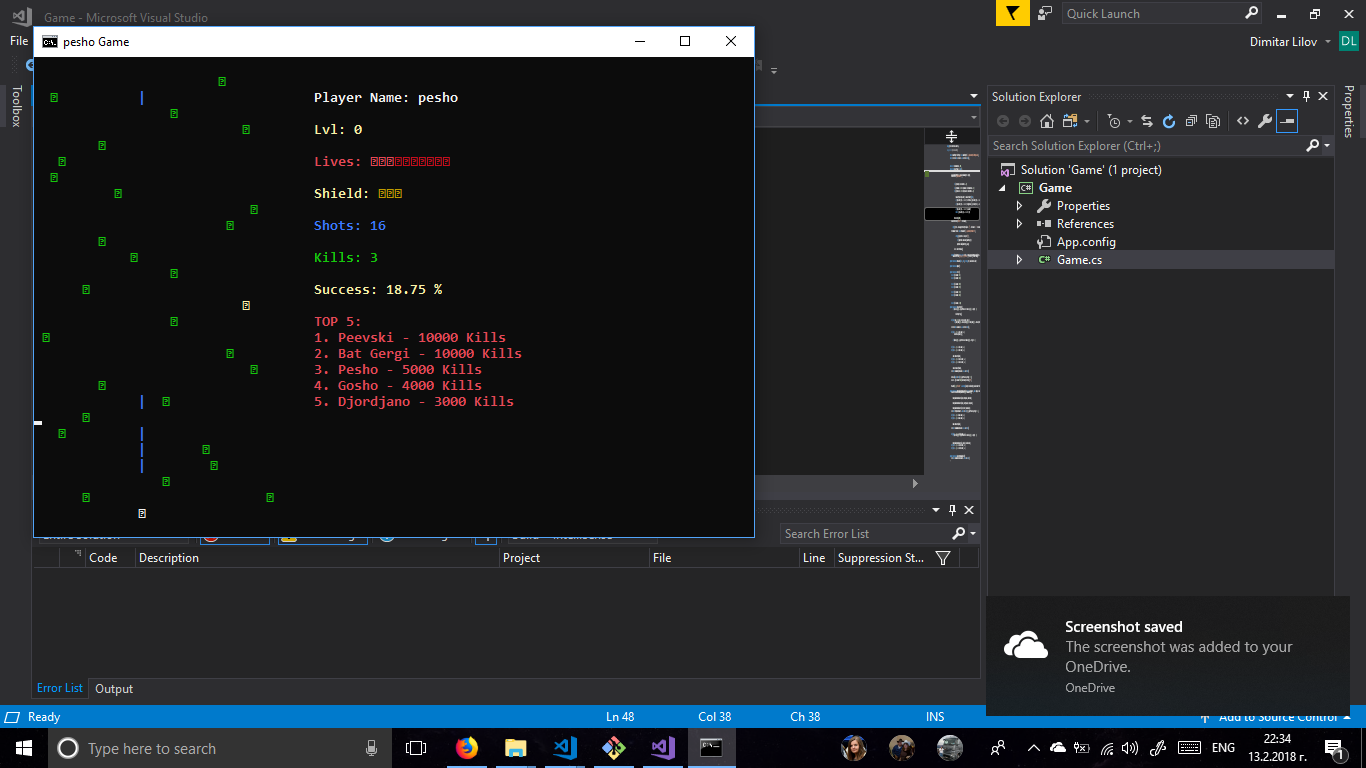 Game - Microsoft Visual Studio
Quick Launch
File
Dimitar Lilov
DL
pesho Game
Toolbox
Player Name: pesho
Lvl: 0
Lives:
Shield:
Shots: 16
Kills: 3
Success: 18.75 %
TOP 5:
1. Peevski - 10000 Kills
2. Bat Gergi - 10000 Kills
3. Pesho - 5000 Kills
4. Gosho - 4000 Kills
5. Djordjano - 3000 Kills
Solution Explorer
Properties
Search Solution Explorer (Ctrl+;)
Solution 'Game' (1 project)
C# Game
Properties
References
App.config
C# Game.cs
Search Error List
Code
Description
Project
File
Line
Suppression St...
Error List
Output
Screenshot saved
The screenshot was added to your
OneDrive.
OneDrive
Ready
Ln 48
Col 38
Ch 38
INS
Add to Source Control
Type here to search
ENG
22:34
13.2.2018 г.
1